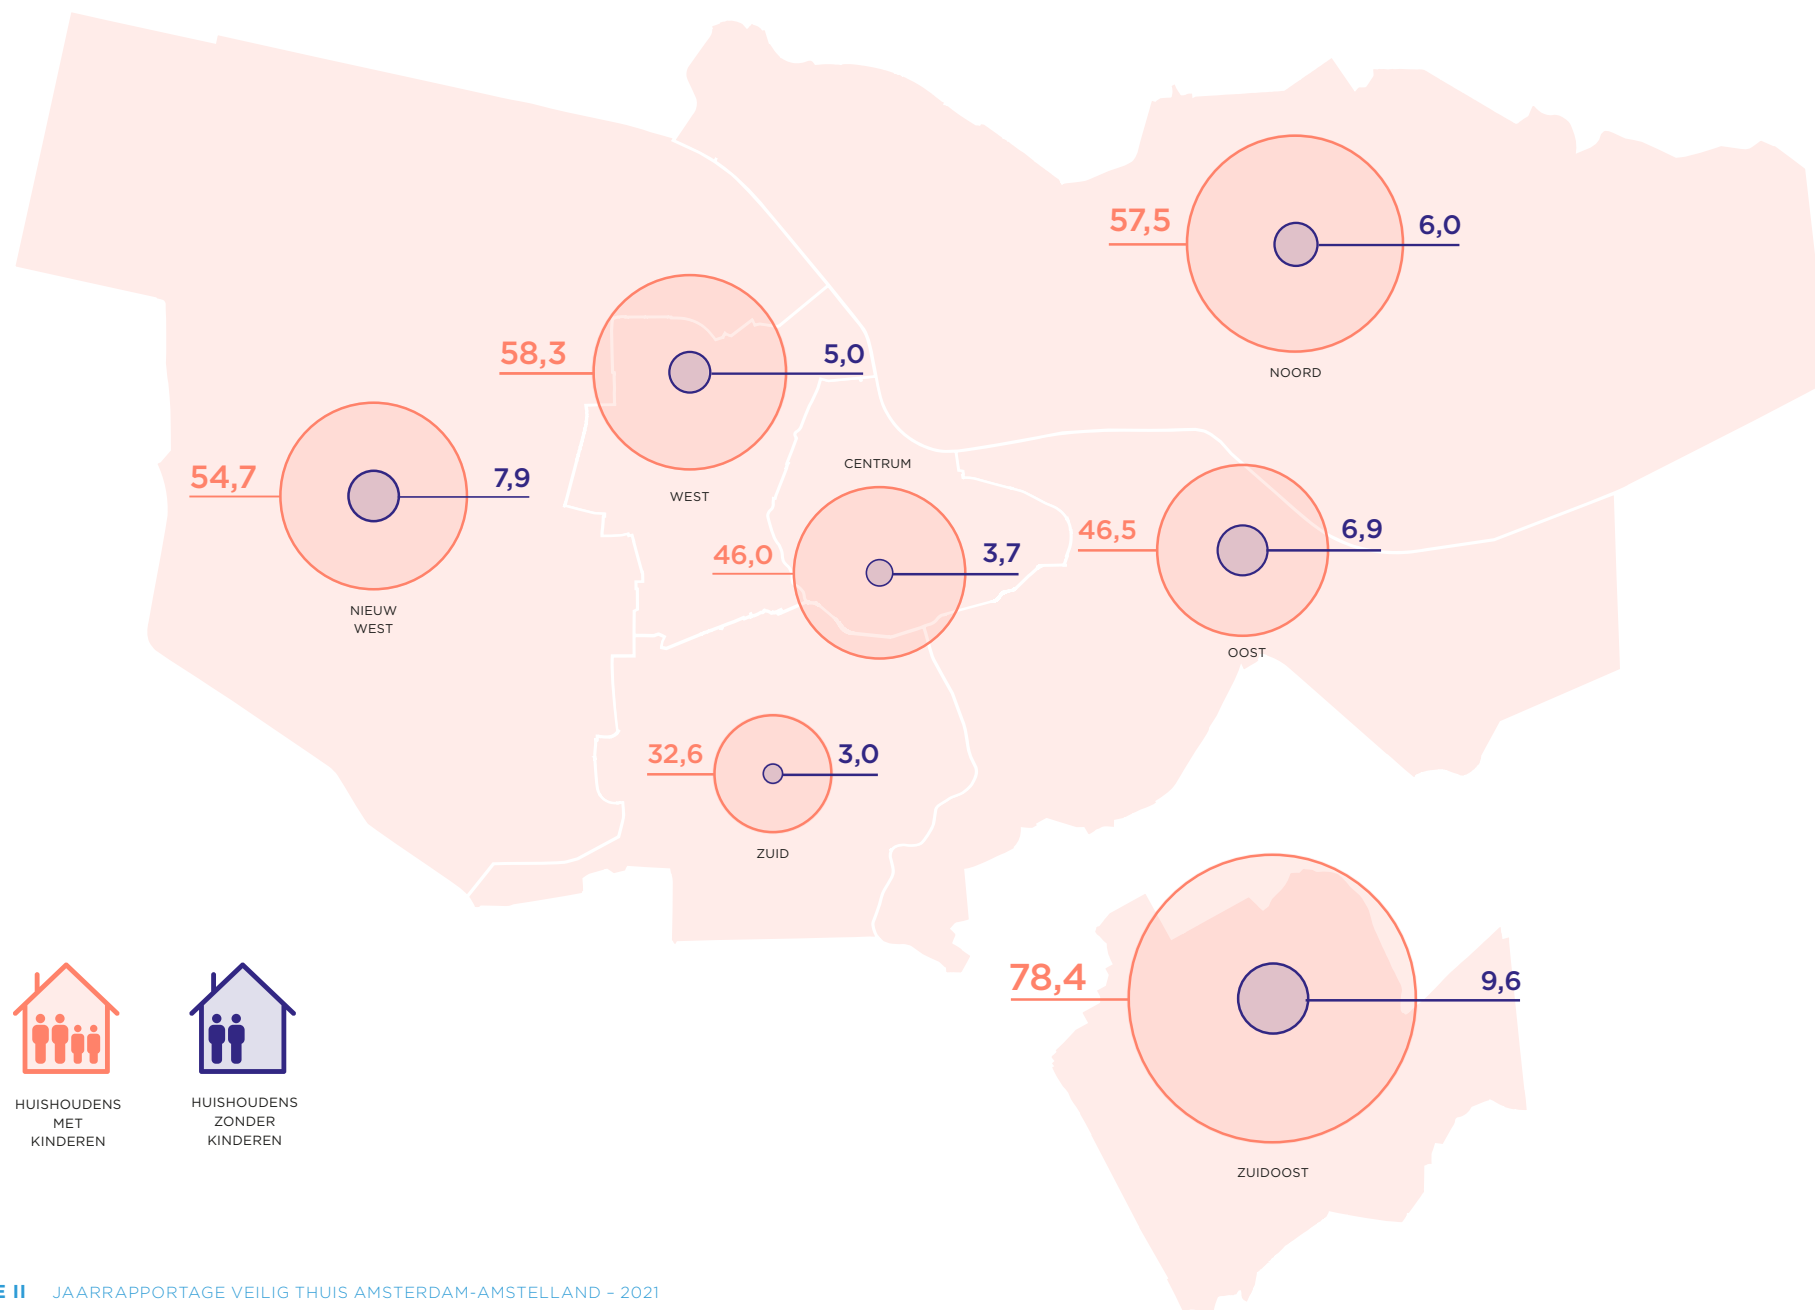 57,5
6,0
NOORD
58,3
5,0
WEST
54,7
7,9
NIEUW
WEST
CENTRUM
46,0
3,7
46,5
6,9
OOST
32,6
3,0
ZUID
78,4
9,6
ZUIDOOST
HUISHOUDENS
MET
KINDEREN
HUISHOUDENS
ZONDER
KINDEREN
E II JAARRAPPORTAGE VEILIG THUIS AMSTERDAM-AMSTELLAND – 2021